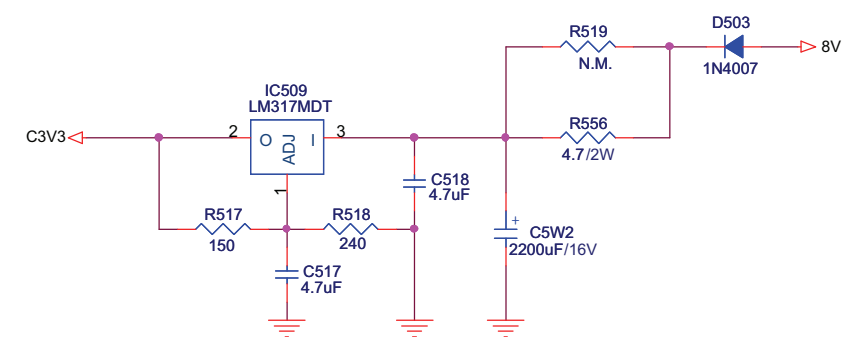 D503
R519
8V
N.M.
1N4007
IC509
LM317MDT
C3V3
2
O
ADJ
I
3
R556
4.7/2W
1
C518
4.7uF
R517
150
R518
240
+
C5W2
2200uF/16V
C517
4.7uF